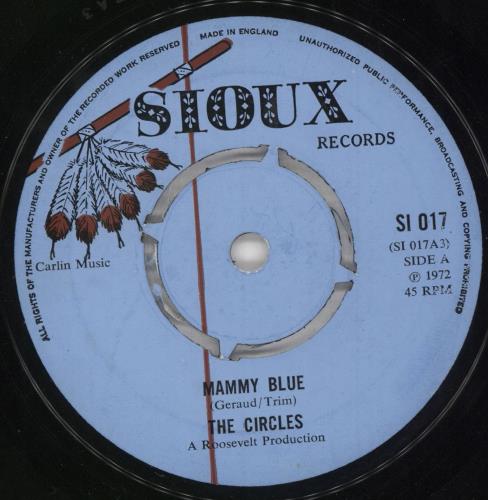 ALL RIGHTS OF THE MANUFACTURERS AND OWNER OF THE RECORDED WORK RESERVED
MADE IN ENGLAND
UNAUTHORIZED PUBLIC PERFORMANCE, BROADCASTING AND COPYING PROHIBITED
SIOUX
RECORDS
Carlin Music
SI 017
(SI 017A3)
SIDE A
℗ 1972
45 RPM
MAMMY BLUE
(Geraud/Trim)
THE CIRCLES
A Roosevelt Production